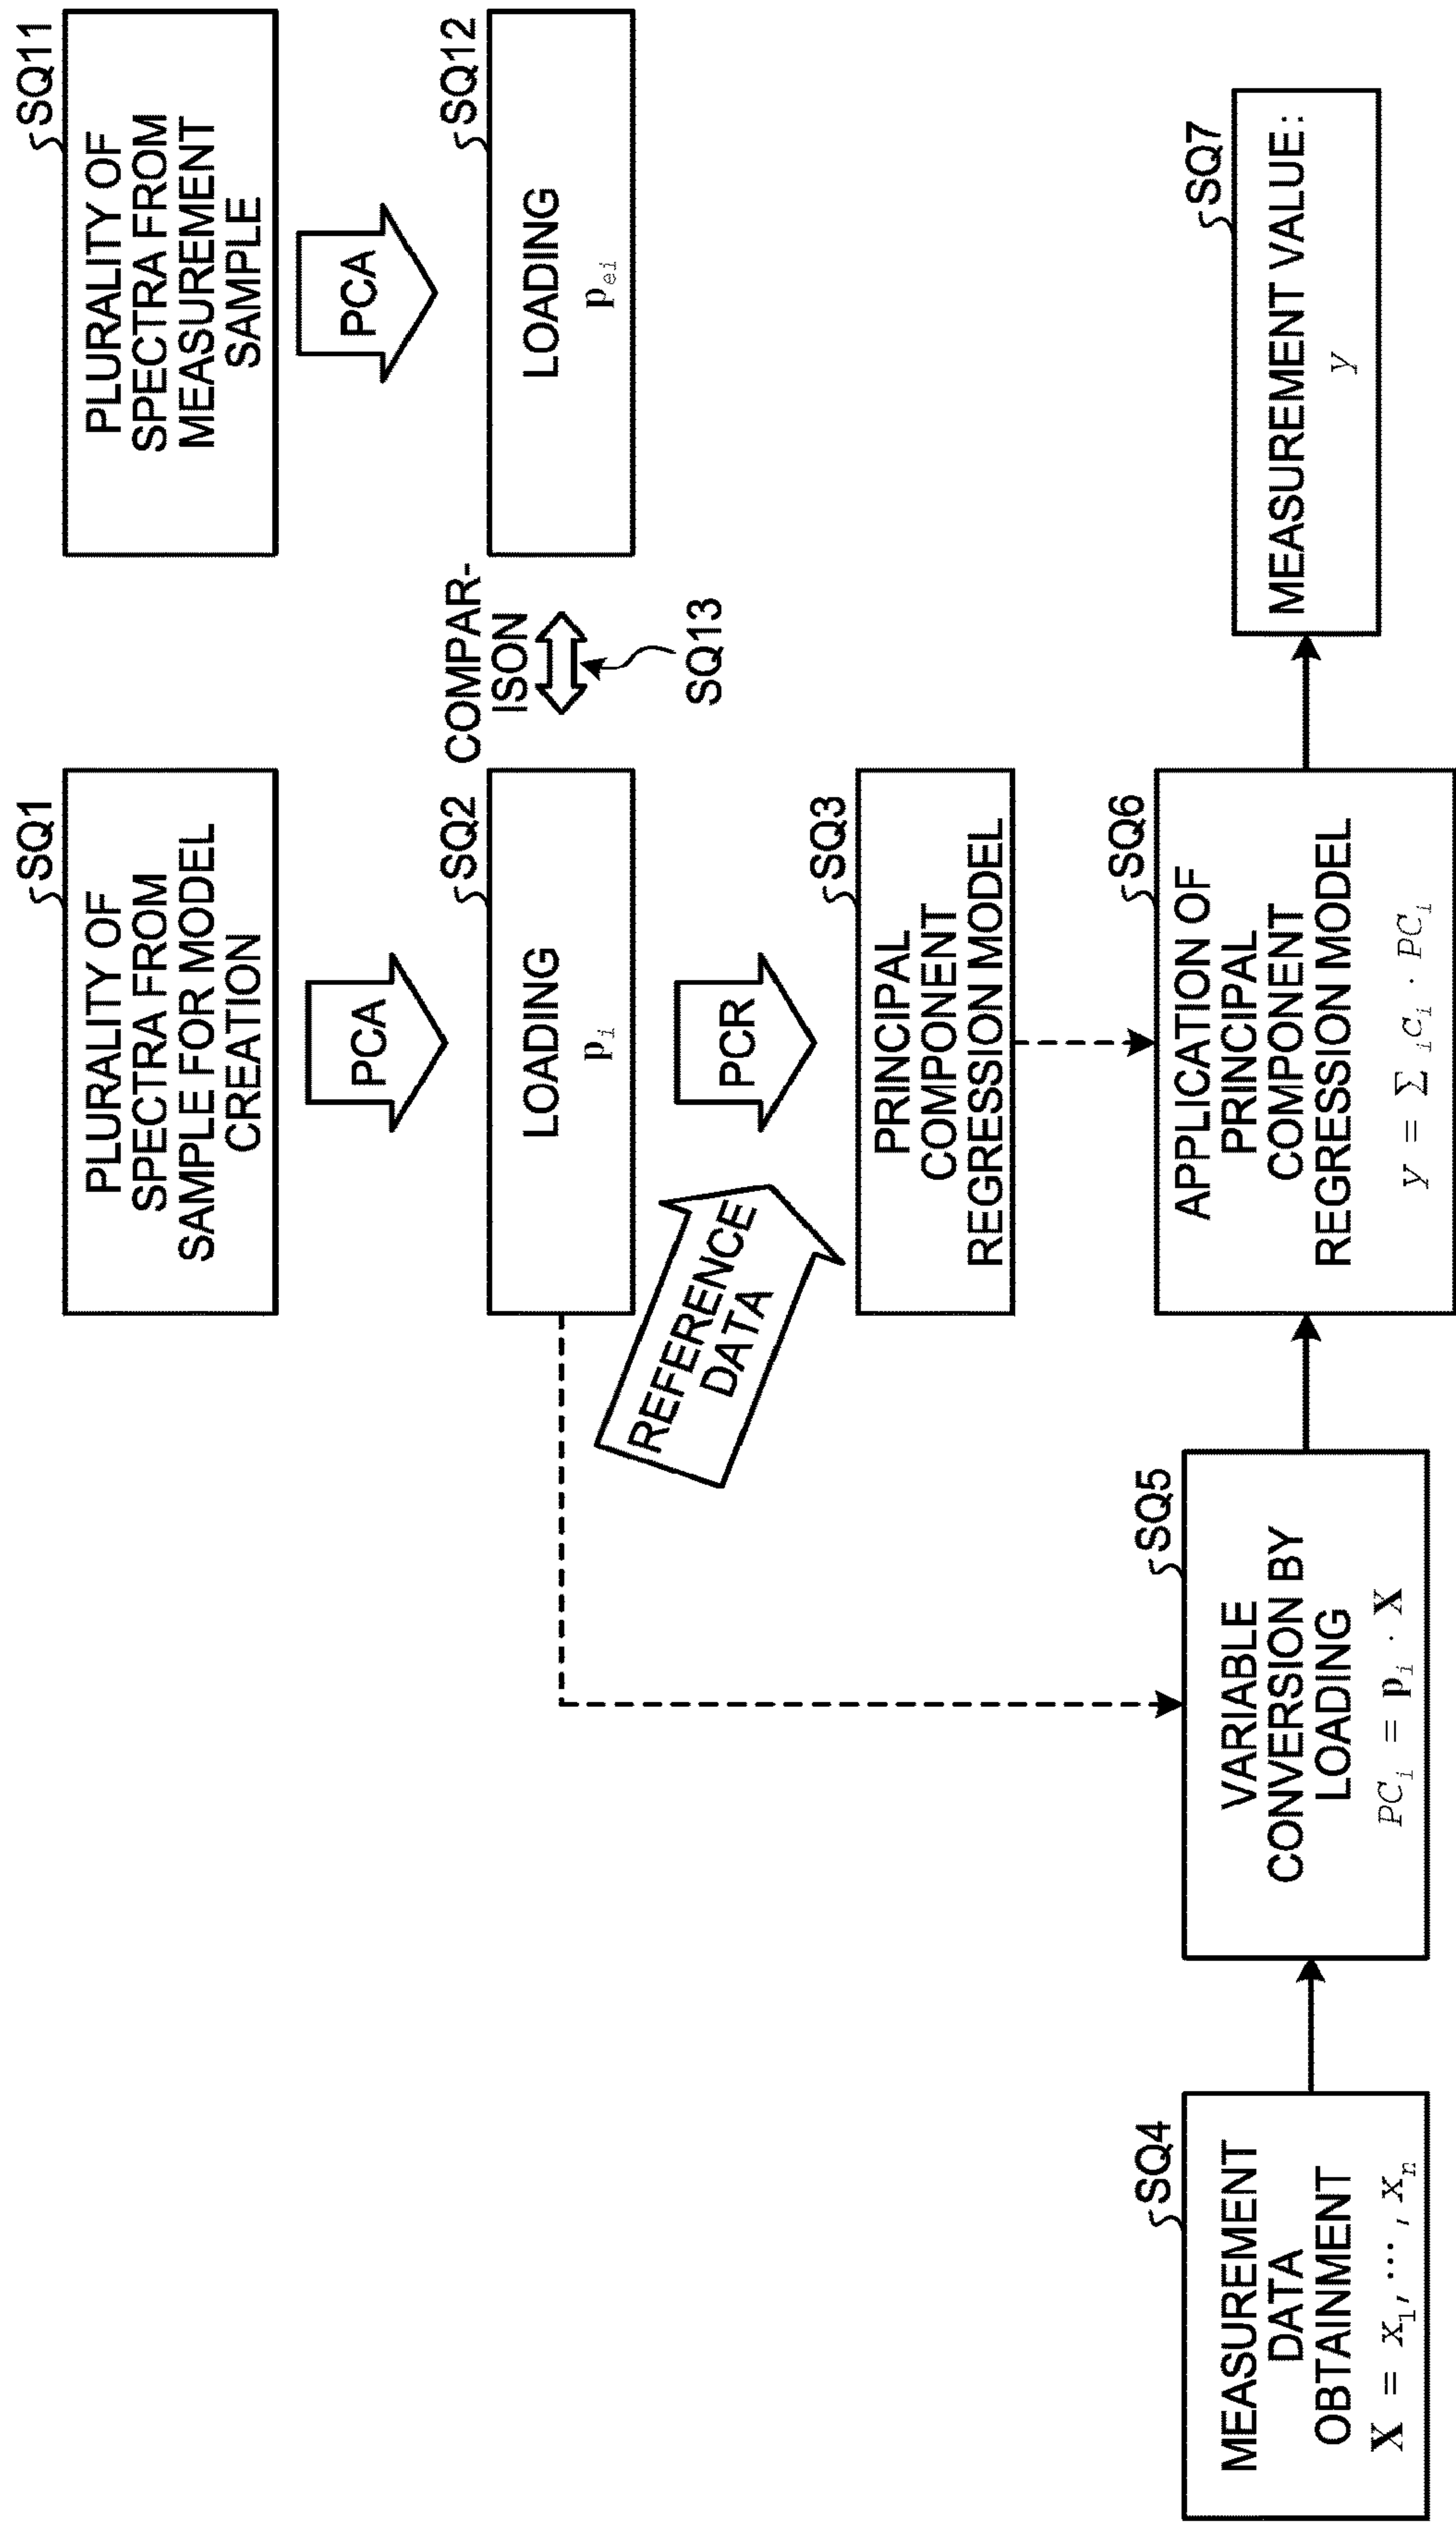 SQ1
PLURALITY OF
SPECTRA FROM
SAMPLE FOR MODEL
CREATION
SQ11
PLURALITY OF
SPECTRA FROM
MEASUREMENT
SAMPLE
PCA
PCA
SQ2
LOADING
p_i
COMPAR-
ISON
SQ13
SQ12
LOADING
p_ei
REFERENCE
DATA
PCR
SQ3
PRINCIPAL
COMPONENT
REGRESSION MODEL
SQ4
MEASUREMENT
DATA
OBTAINMENT
X = x_1, ⋯, x_n
SQ5
VARIABLE
CONVERSION BY
LOADING
PC_i = p_i · X
SQ6
APPLICATION OF
PRINCIPAL
COMPONENT
REGRESSION MODEL
y = Σ_i c_i · PC_i
SQ7
MEASUREMENT VALUE:
y